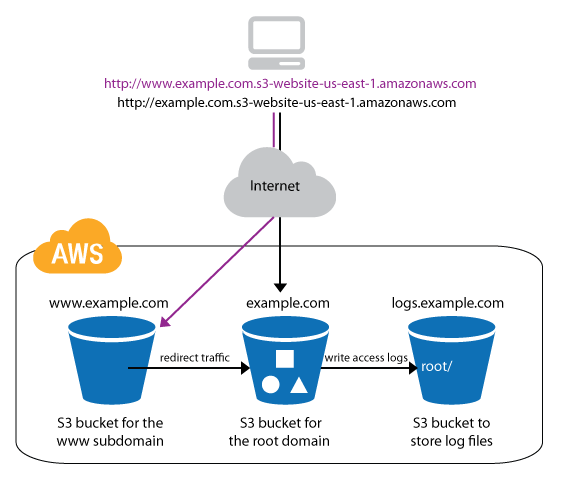 http://www.example.com.s3-website-us-east-1.amazonaws.com
http://example.com.s3-website-us-east-1.amazonaws.com
Internet
AWS
www.example.com
example.com
logs.example.com
redirect traffic
write access logs
root/
S3 bucket for the
www subdomain
S3 bucket for
the root domain
S3 bucket to
store log files